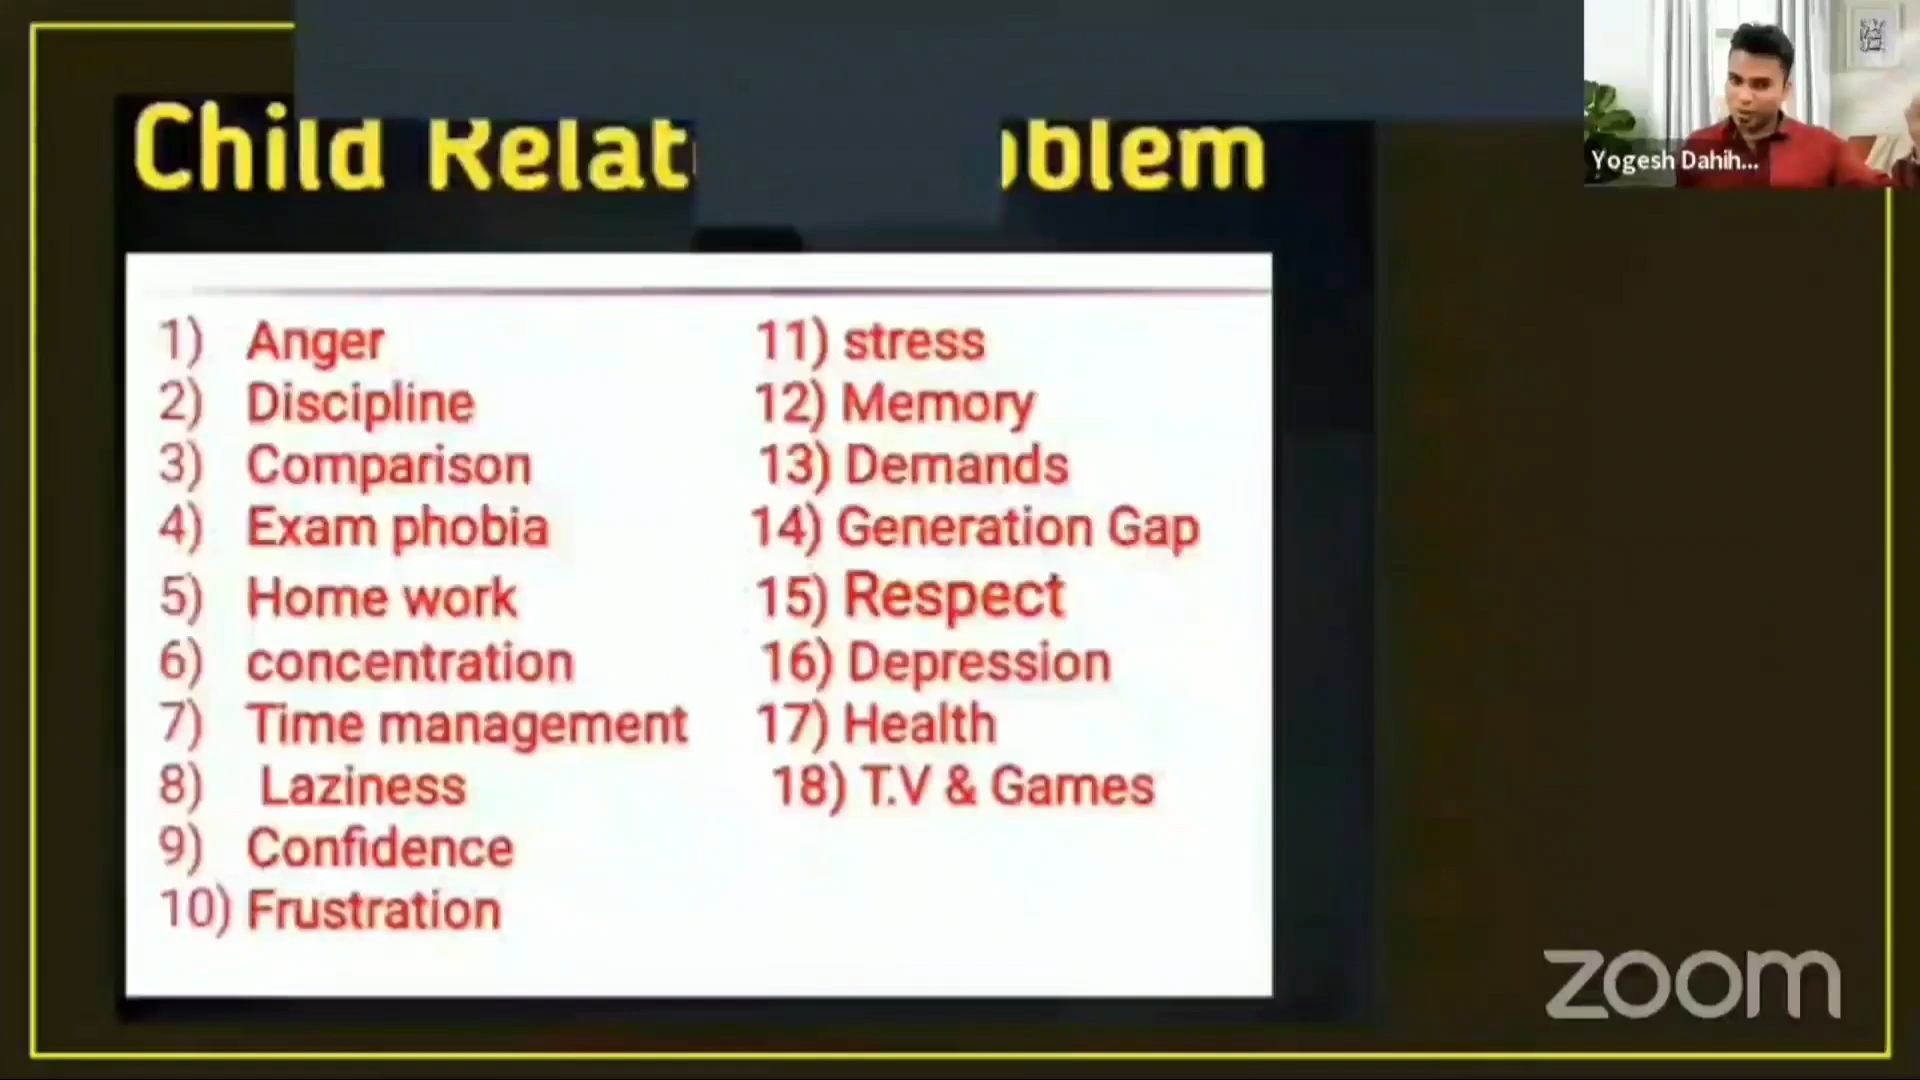 Child
Yogesh Dahih...
1) Anger
2) Discipline
3) Comparison
4) Exam phobia
5) Home work
6) concentration
7) Time management
8) Laziness
9) Confidence
10) Frustration
11) stress
12) Memory
13) Demands
14) Generation Gap
15) Respect
16) Depression
17) Health
18) T.V & Games
zoom